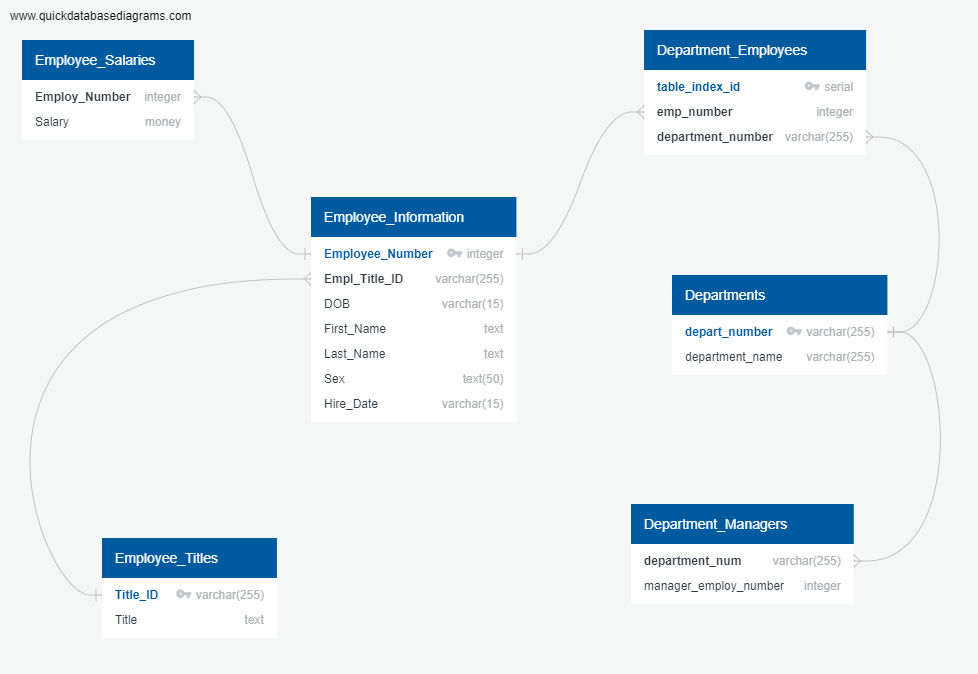 www.quickdatabasediagrams.com
Employee_Salaries
Employ_Number integer
Salary money
Department_Employees
table_index_id serial
emp_number integer
department_number varchar(255)
Employee_Information
Employee_Number integer
Empl_Title_ID varchar(255)
DOB varchar(15)
First_Name text
Last_Name text
Sex text(50)
Hire_Date varchar(15)
Departments
depart_number varchar(255)
department_name varchar(255)
Department_Managers
department_num varchar(255)
manager_employ_number integer
Employee_Titles
Title_ID varchar(255)
Title text